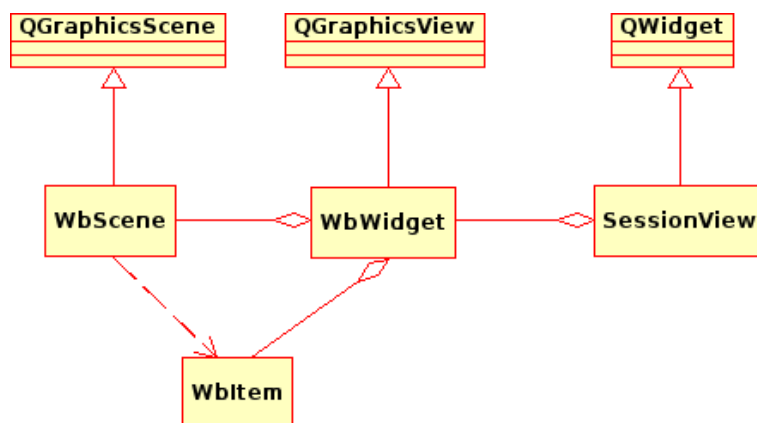 QGraphicsScene
QGraphicsView
QWidget
WbScene
WbWidget
SessionView
WbItem